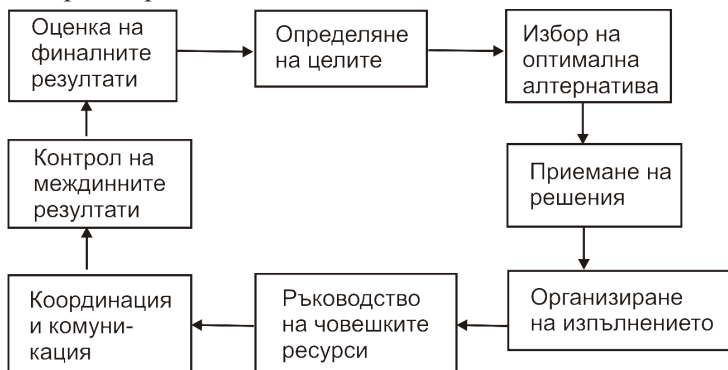 Оценка на
финалните
резултати
Определяне
на целите
Избор на
оптимална
алтернатива
Контрол на
междинните
резултати
Приемане на
решения
Координация
и комуни-
кация
Ръководство
на човешките
ресурси
Организиране
на изпълнението